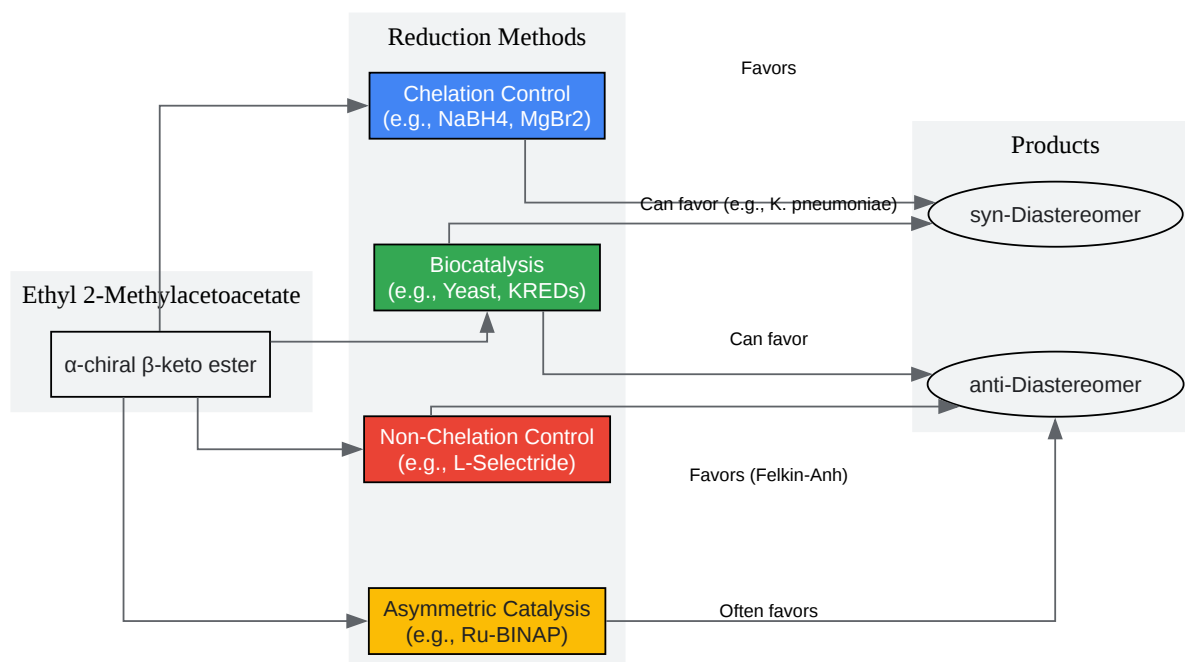 Reduction Methods
Chelation Control
(e.g., NaBH4, MgBr2)
Favors
Products
syn-Diastereomer
Can favor (e.g., K. pneumoniae)
Biocatalysis
(e.g., Yeast, KREDs)
Ethyl 2-Methylacetoacetate
α-chiral β-keto ester
Can favor
anti-Diastereomer
Non-Chelation Control
(e.g., L-Selectride)
Favors (Felkin-Anh)
Asymmetric Catalysis
(e.g., Ru-BINAP)
Often favors